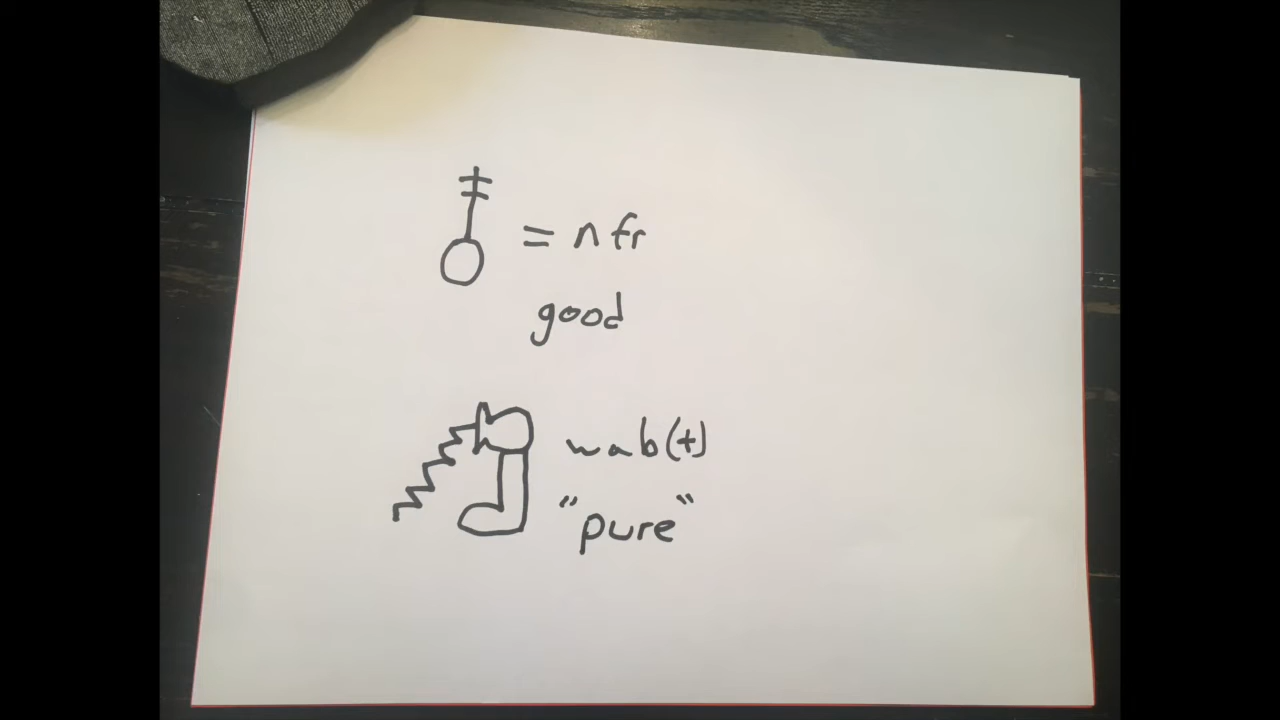 𓄤 = nfr
good
𓃂 wab(t)
"pure"